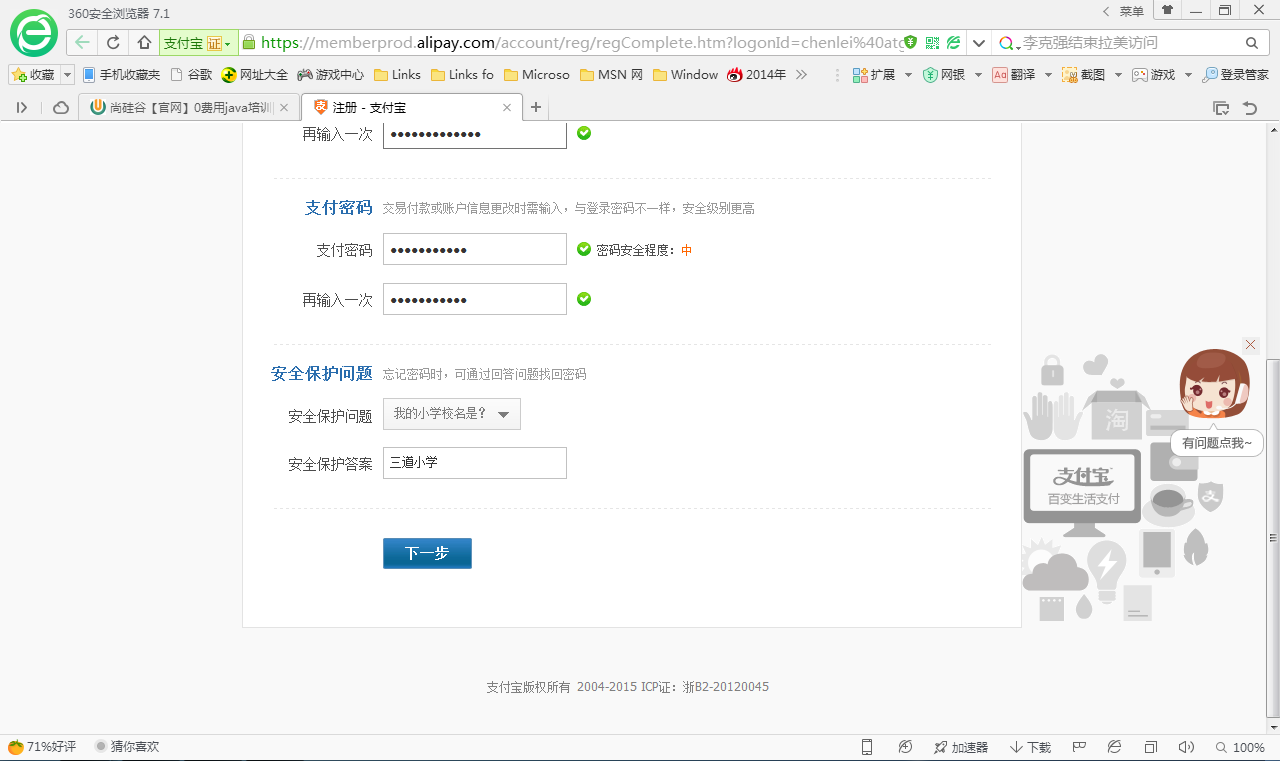 360安全浏览器 7.1
菜单
支付宝 证
https://memberprod.alipay.com/account/reg/regComplete.htm?logonId=chenlei%40atg
李克强结束拉美访问
收藏 手机收藏夹 谷歌 网址大全 游戏中心 Links Links fo Microso MSN 网 Window 2014年 扩展 网银 翻译 截图 游戏 登录管家
尚硅谷【官网】0费用java培训
注册 - 支付宝
再输入一次 •••••••••••••
支付密码 交易付款或账户信息更改时需输入，与登录密码不一样，安全级别更高
支付密码 ••••••••••• 密码安全程度：中
再输入一次 •••••••••••
安全保护问题 忘记密码时，可通过回答问题找回密码
安全保护问题 我的小学校名是？
安全保护答案 三道小学
下一步
淘
有问题点我~
支付宝
百变生活支付
支付宝版权所有 2004-2015 ICP证：浙B2-20120045
71%好评 猜你喜欢 加速器 下载 100%